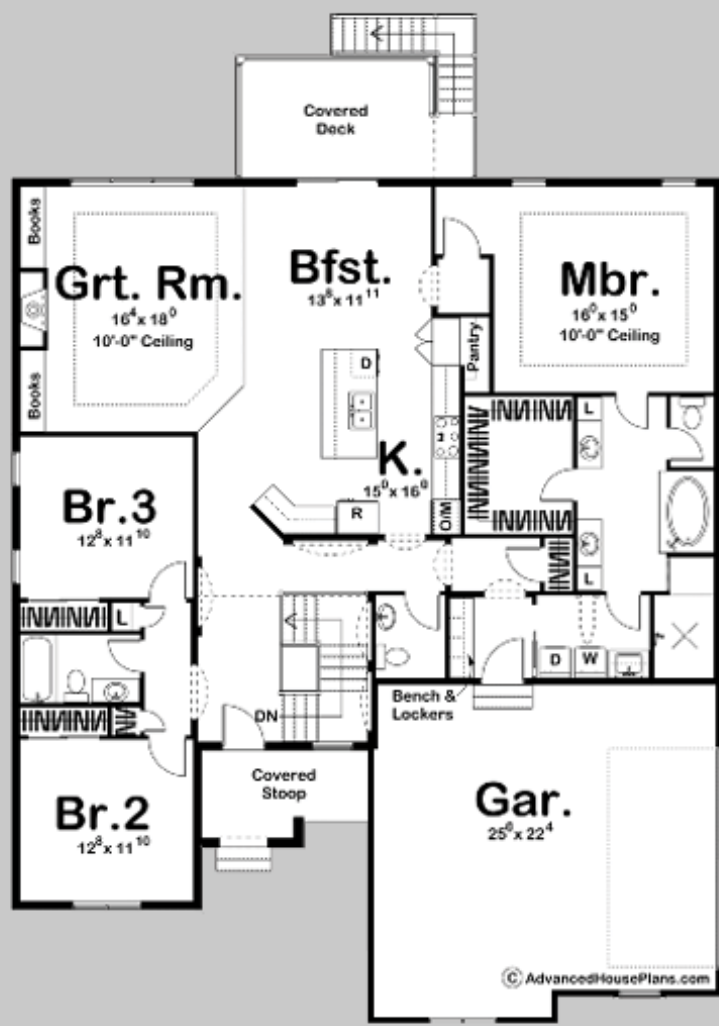 Covered
Deck
Books
Grt. Rm.
16⁴ x 18⁰
10'-0" Ceiling
Books
Bfst.
13⁸ x 11¹¹
Mbr.
16⁰ x 15⁰
10'-0" Ceiling
Pantry
D
K.
15⁰ x 16⁰
R
O/M
L
L
Br.3
12⁸ x 11¹⁰
L
DN
D
W
Bench &
Lockers
Covered
Stoop
Br.2
12⁸ x 11¹⁰
Gar.
25⁰ x 22⁴
© AdvancedHousePlans.com